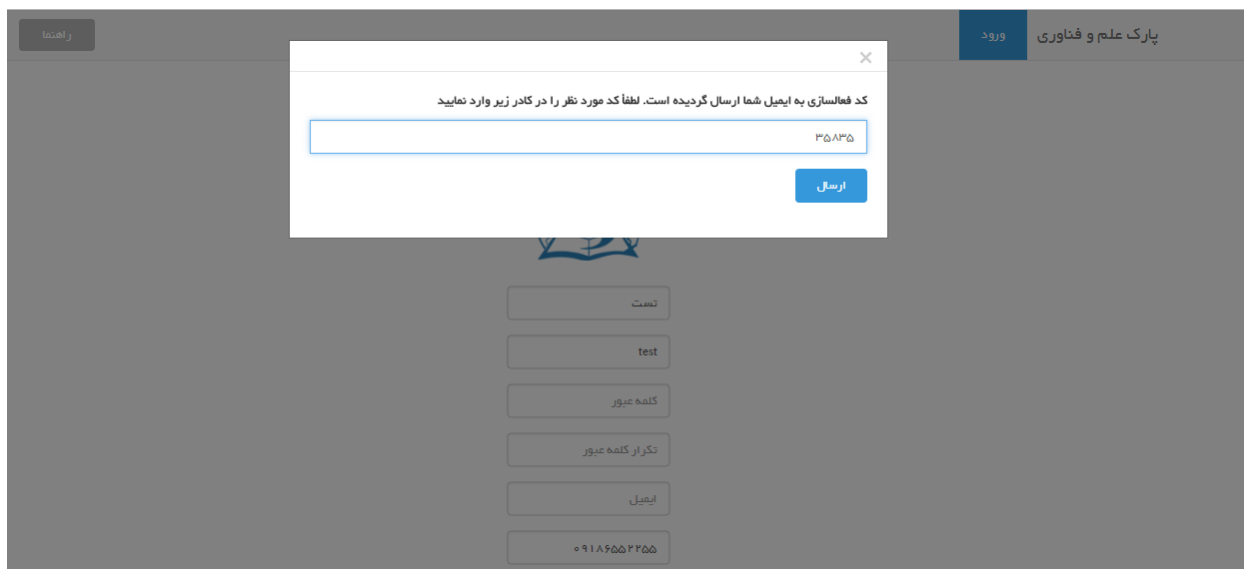 پارک علم و فناوری
ورود
راهنما
×
کد فعالسازی به ایمیل شما ارسال گردیده است. لطفاً کد مورد نظر را در کادر زیر وارد نمایید
۳۵۸۳۵
ارسال
تست
test
کلمه عبور
تکرار کلمه عبور
ایمیل
۰۹۱۸۶۵۵۲۲۵۵